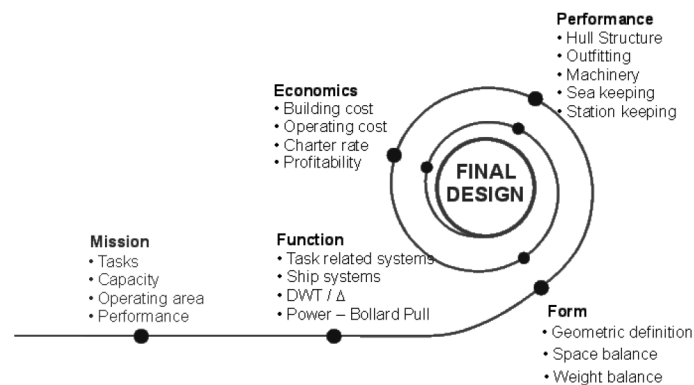 Performance
• Hull Structure
• Outfitting
• Machinery
• Sea keeping
• Station keeping
Economics
• Building cost
• Operating cost
• Charter rate
• Profitability
FINAL
DESIGN
Mission
• Tasks
• Capacity
• Operating area
• Performance
Function
• Task related systems
• Ship systems
• DWT / Δ
• Power – Bollard Pull
Form
• Geometric definition
• Space balance
• Weight balance